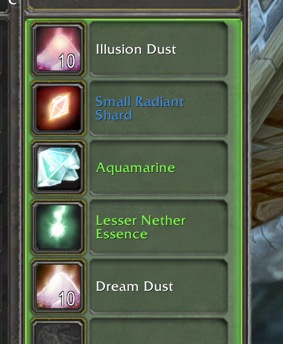 10
Illusion Dust
Small Radiant
Shard
Aquamarine
Lesser Nether
Essence
10
Dream Dust